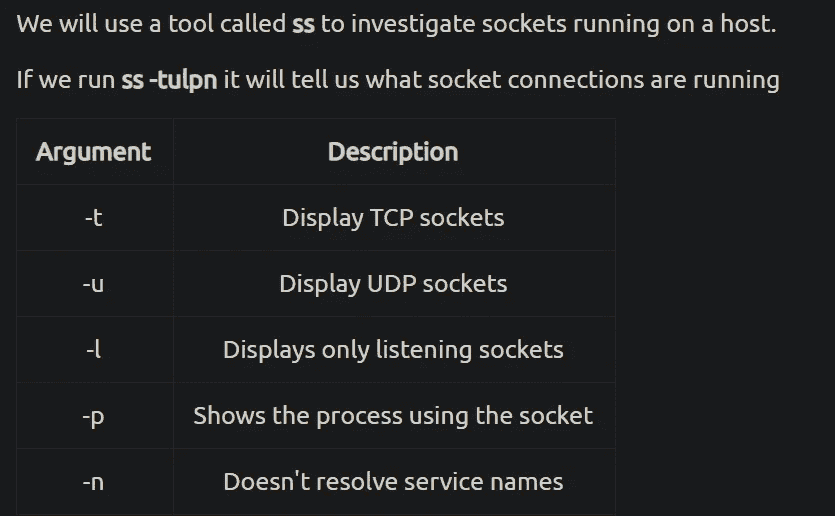 We will use a tool called ss to investigate sockets running on a host.
If we run ss -tulpn it will tell us what socket connections are running
Argument Description
-t Display TCP sockets
-u Display UDP sockets
-l Displays only listening sockets
-p Shows the process using the socket
-n Doesn't resolve service names